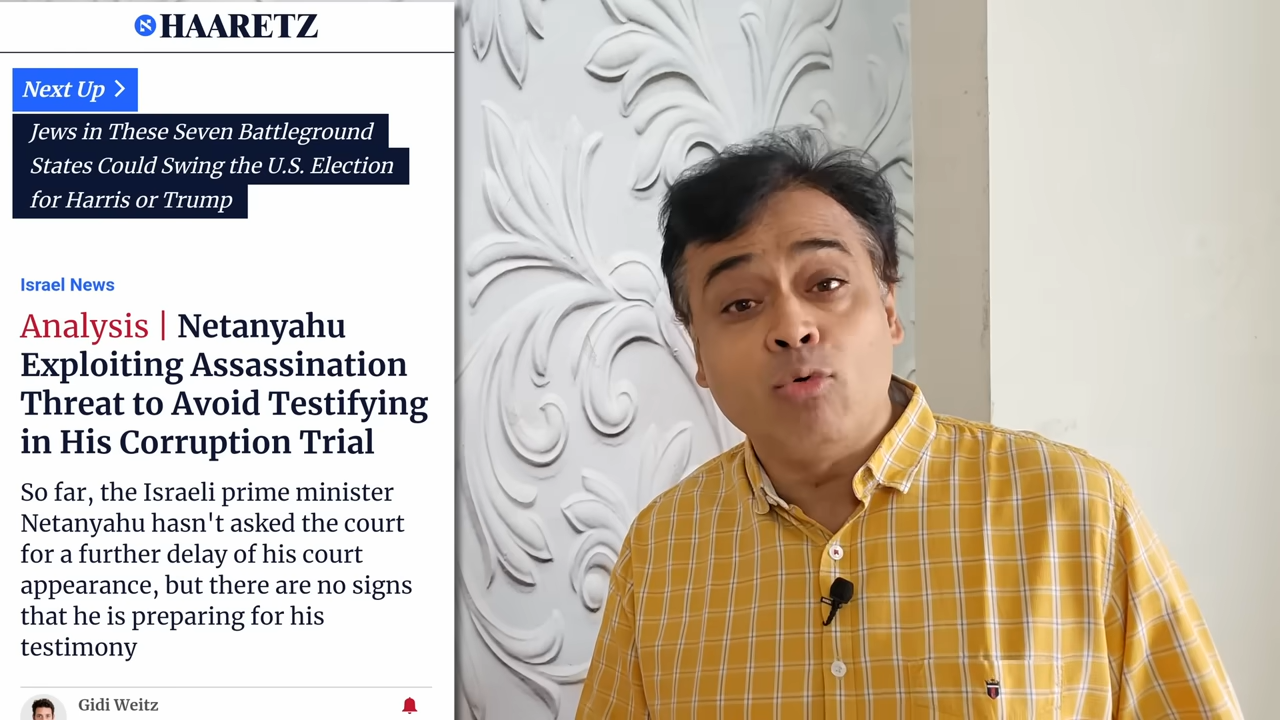 HAARETZ
Next Up >
Jews in These Seven Battleground
States Could Swing the U.S. Election
for Harris or Trump
Israel News
Analysis | Netanyahu
Exploiting Assassination
Threat to Avoid Testifying
in His Corruption Trial
So far, the Israeli prime minister
Netanyahu hasn't asked the court
for a further delay of his court
appearance, but there are no signs
that he is preparing for his
testimony
Gidi Weitz